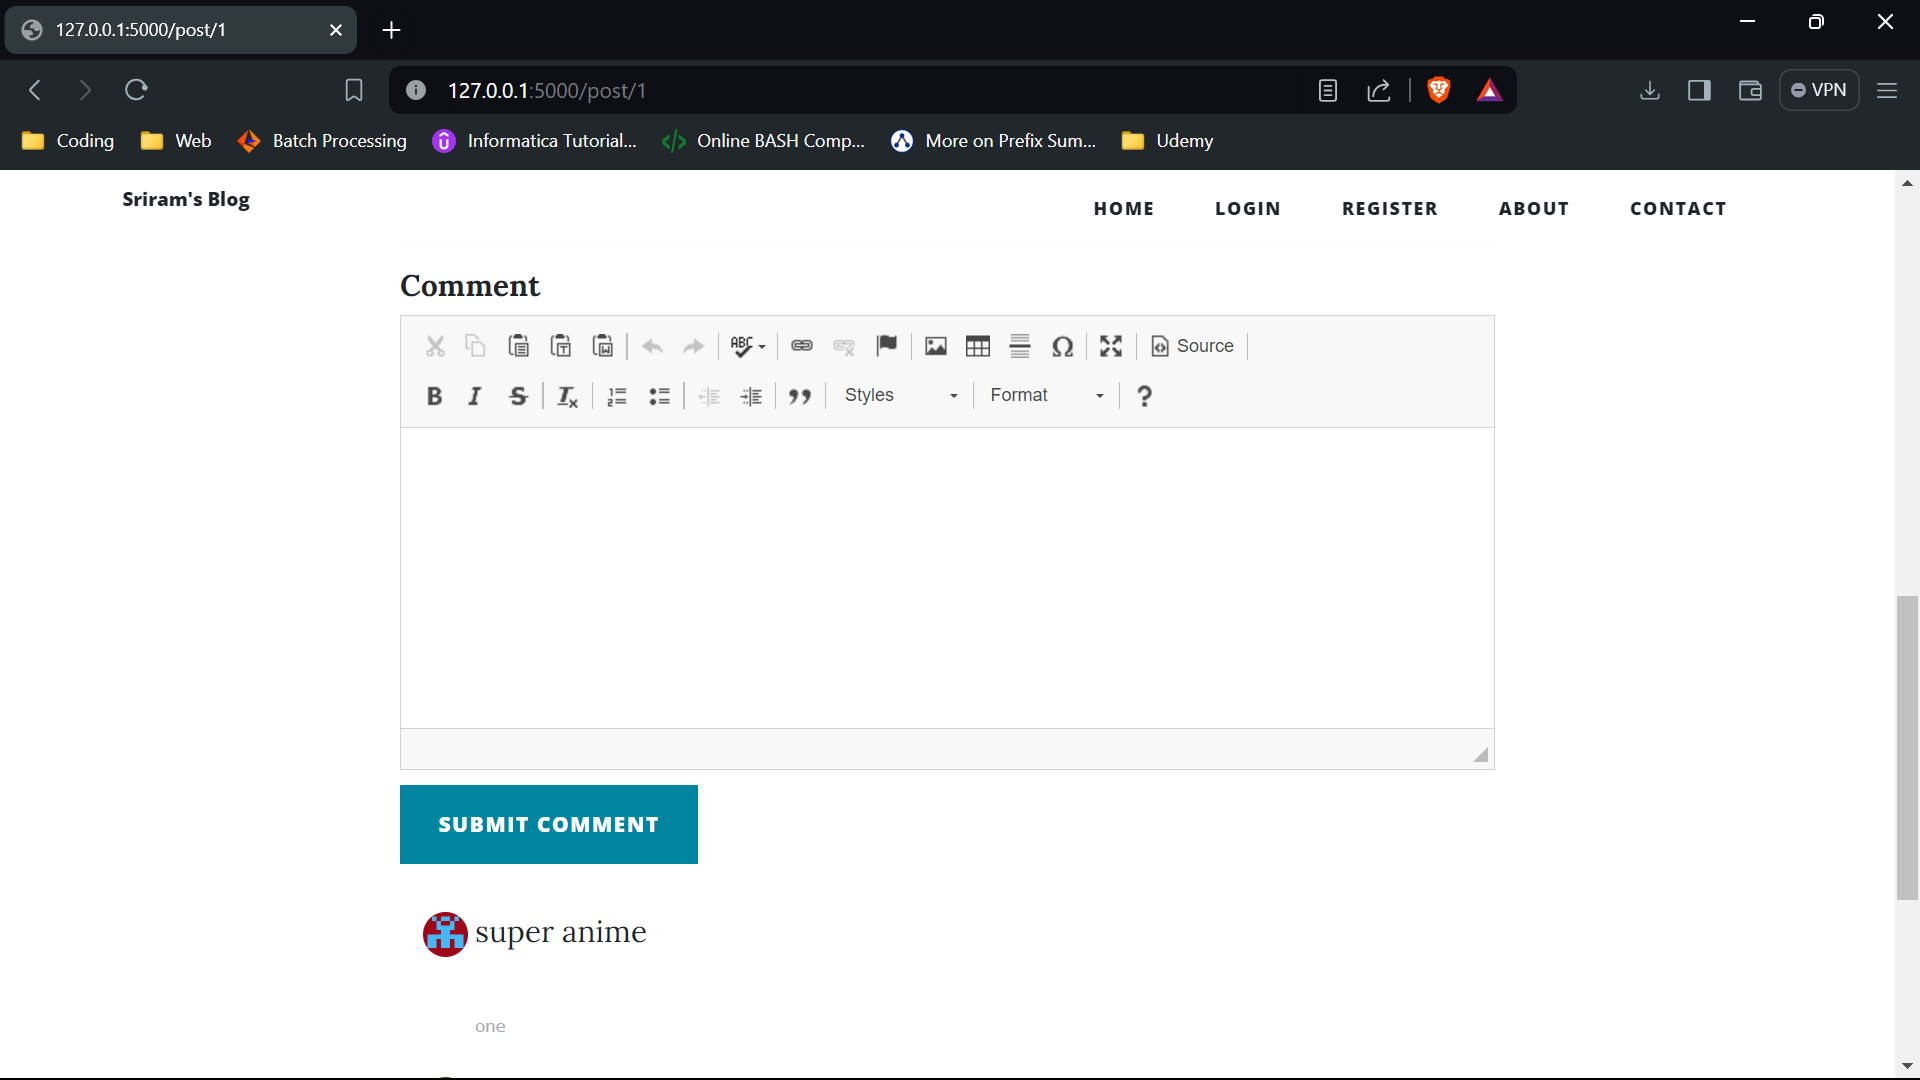 127.0.0.1:5000/post/1
127.0.0.1:5000/post/1
VPN
Coding Web Batch Processing Informatica Tutorial... Online BASH Comp... More on Prefix Sum... Udemy
Sriram's Blog HOME LOGIN REGISTER ABOUT CONTACT
Comment
ABC Ω Source
B I S Tx Styles Format ?
SUBMIT COMMENT
super anime
one